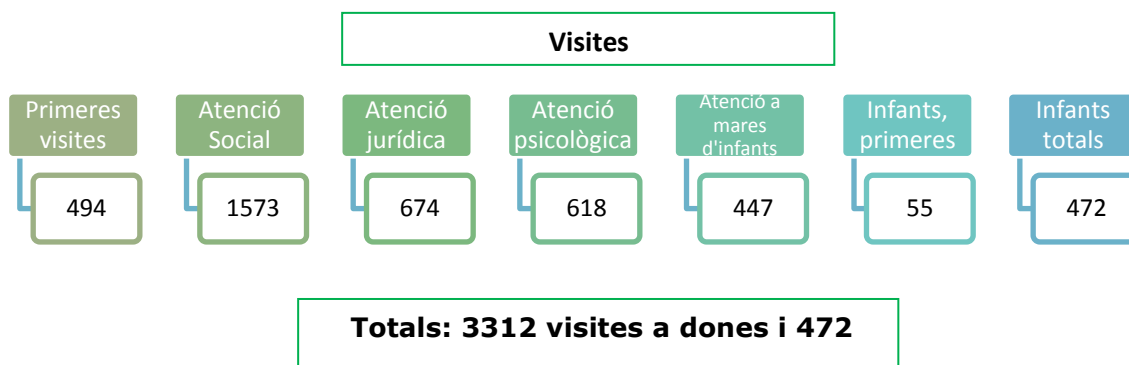 Visites
Primeres
visites
494
Atenció
Social
1573
Atenció
jurídica
674
Atenció
psicològica
618
Atenció a
mares
d'infants
447
Infants,
primeres
55
Infants
totals
472
Totals: 3312 visites a dones i 472